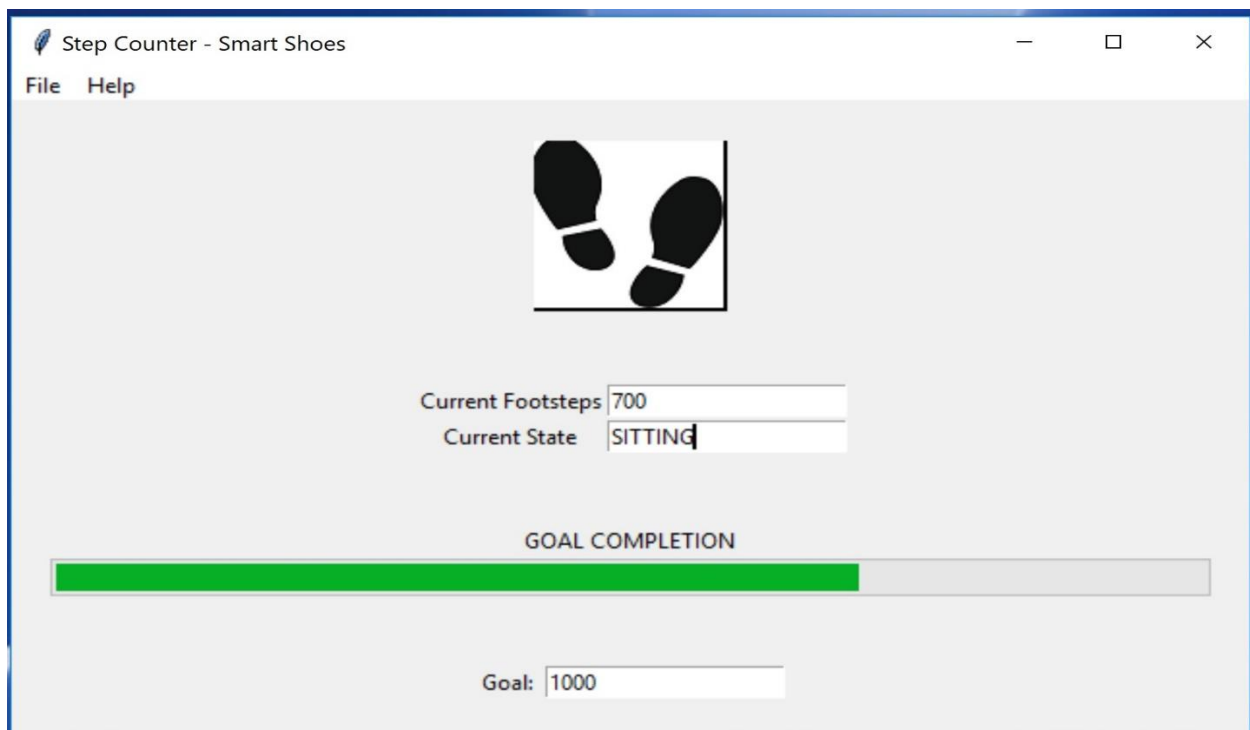 Step Counter - Smart Shoes
File Help
Current Footsteps 700
Current State SITTING
GOAL COMPLETION
Goal: 1000